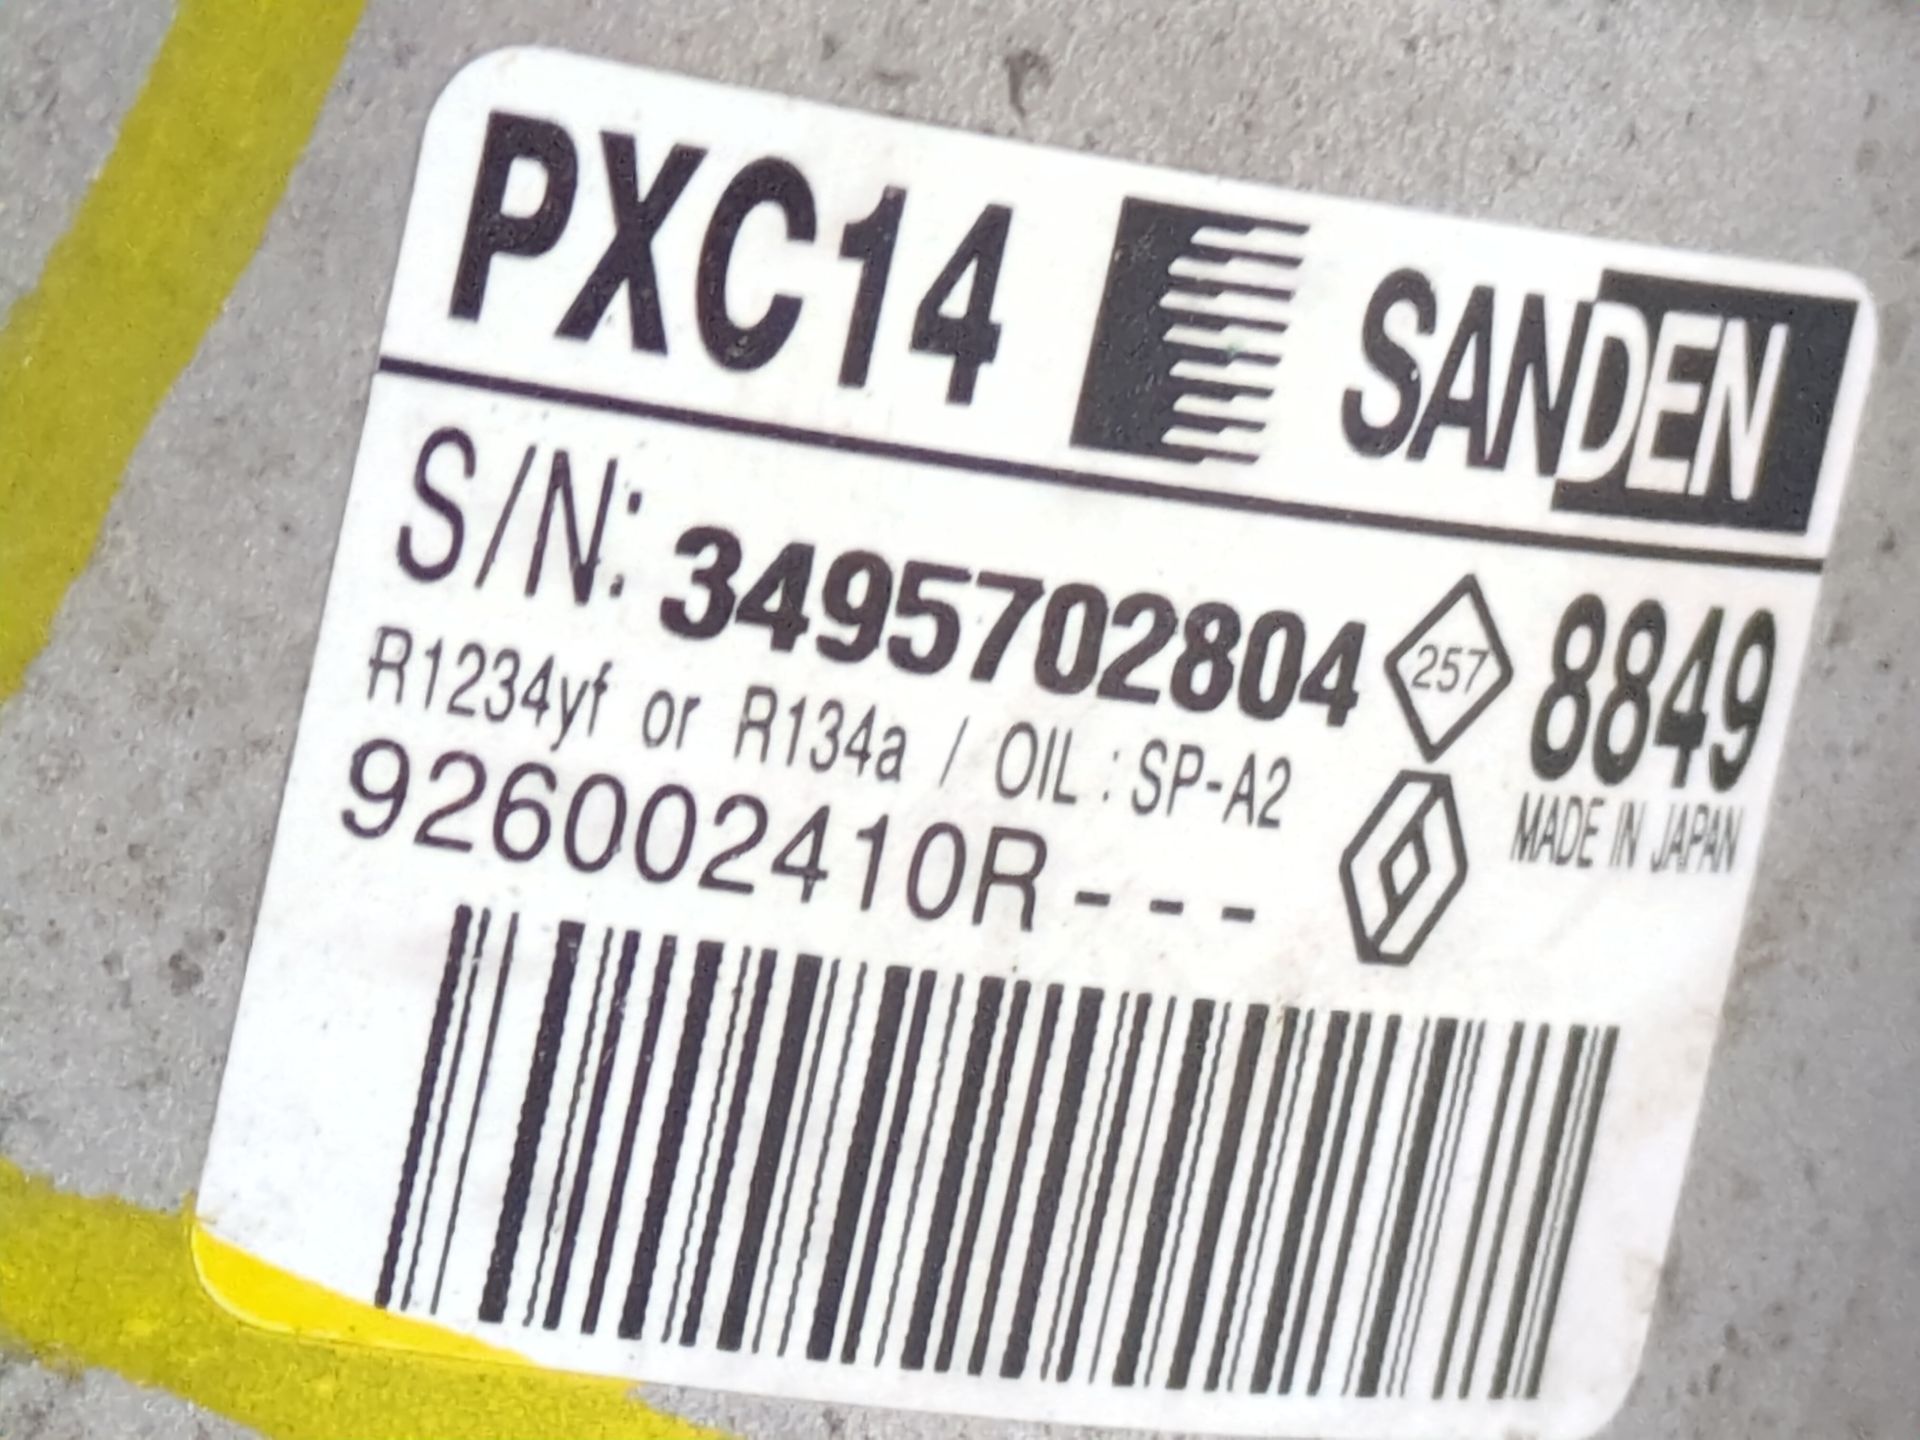 PXC14 SANDEN
S/N: 3495702804 257 8849
R1234yf or R134a / OIL : SP-A2
MADE IN JAPAN
926002410R---